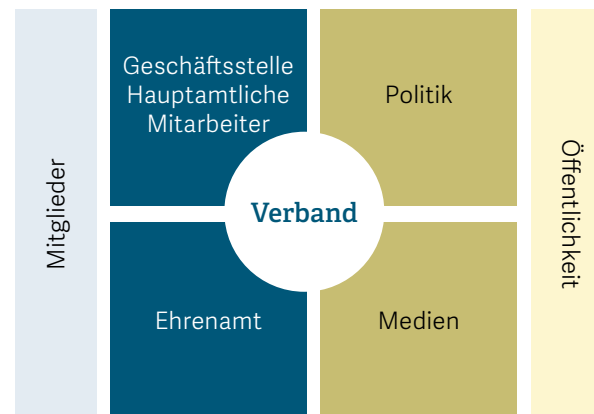 Mitglieder
Geschäftsstelle
Hauptamtliche
Mitarbeiter
Politik
Verband
Ehrenamt
Medien
Öffentlichkeit